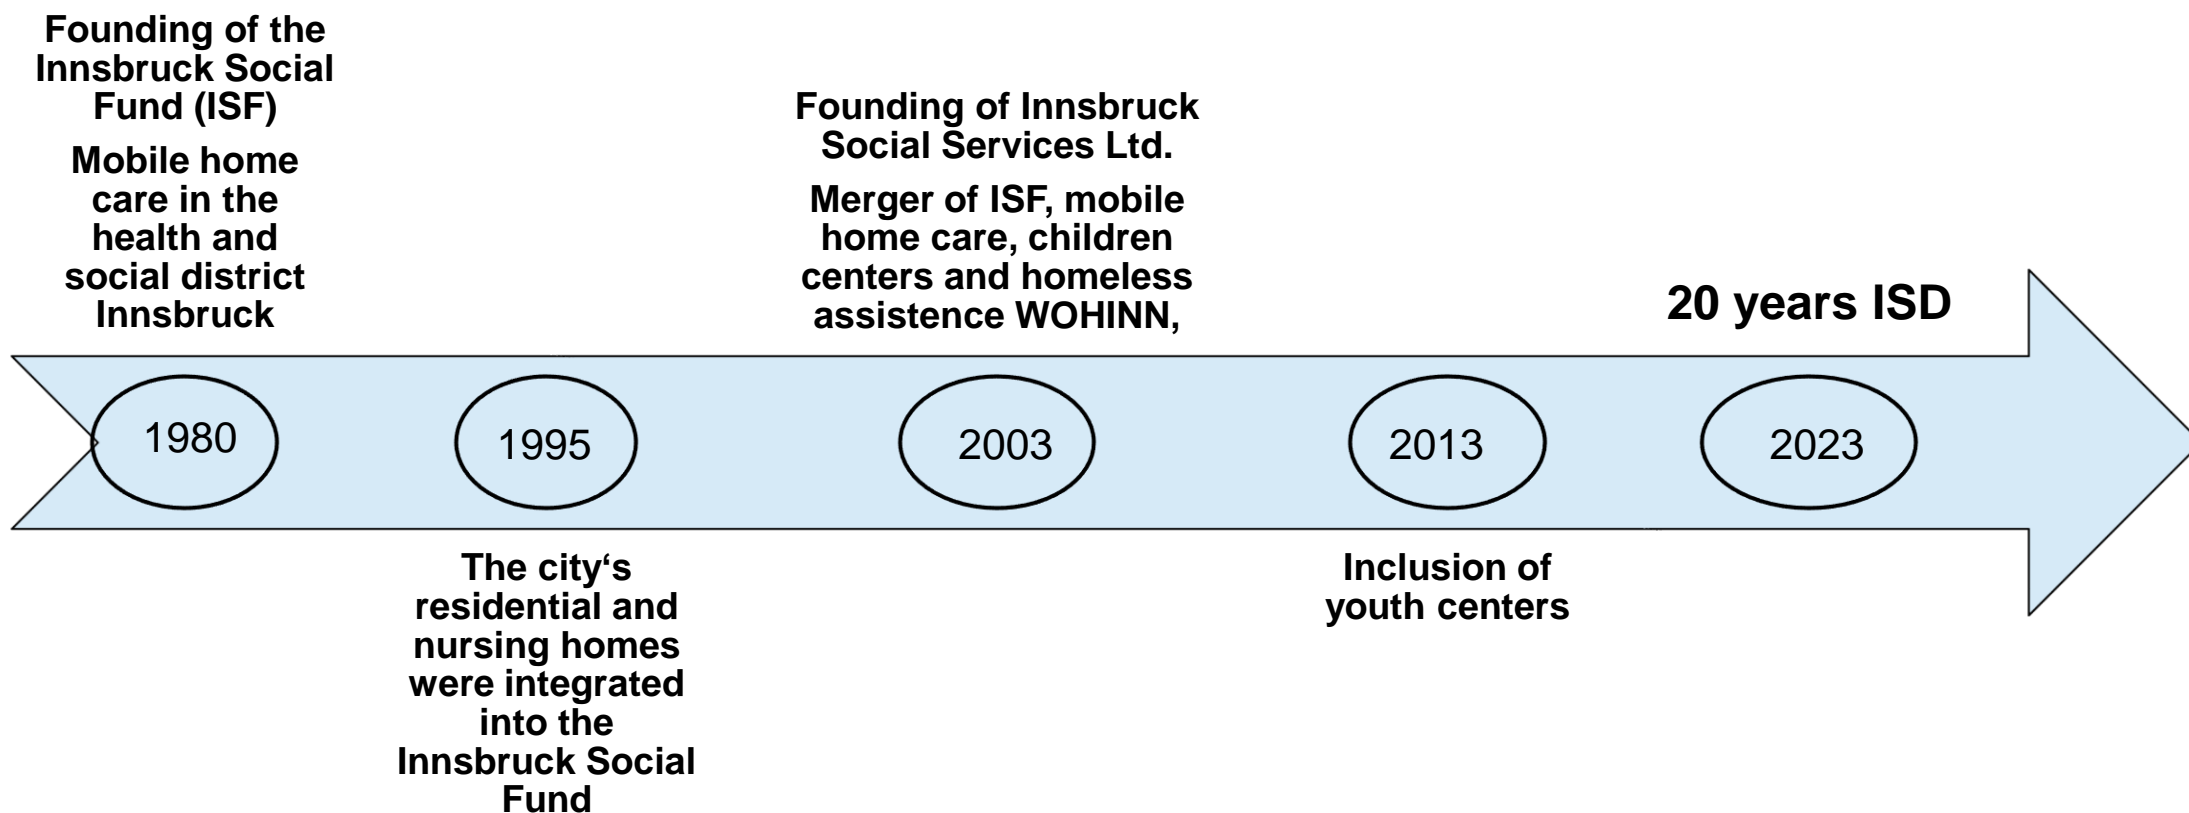 Founding of the
Innsbruck Social
Fund (ISF)
Mobile home
care in the
health and
social district
Innsbruck
Founding of Innsbruck
Social Services Ltd.
Merger of ISF, mobile
home care, children
centers and homeless
assistence WOHINN,
20 years ISD
1980
1995
2003
2013
2023
The city‘s
residential and
nursing homes
were integrated
into the
Innsbruck Social
Fund
Inclusion of
youth centers